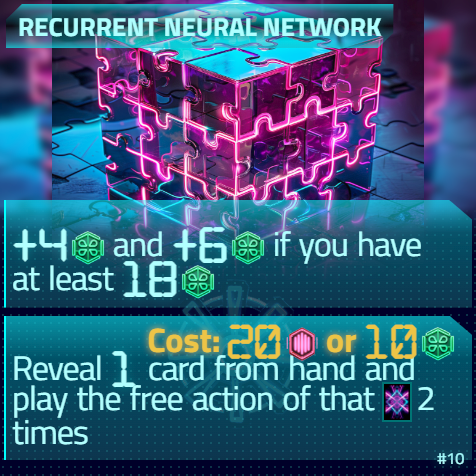 RECURRENT NEURAL NETWORK
+4 and +6 if you have
at least 18
Cost: 20 or 10
Reveal 1 card from hand and
play the free action of that 2
times
#10